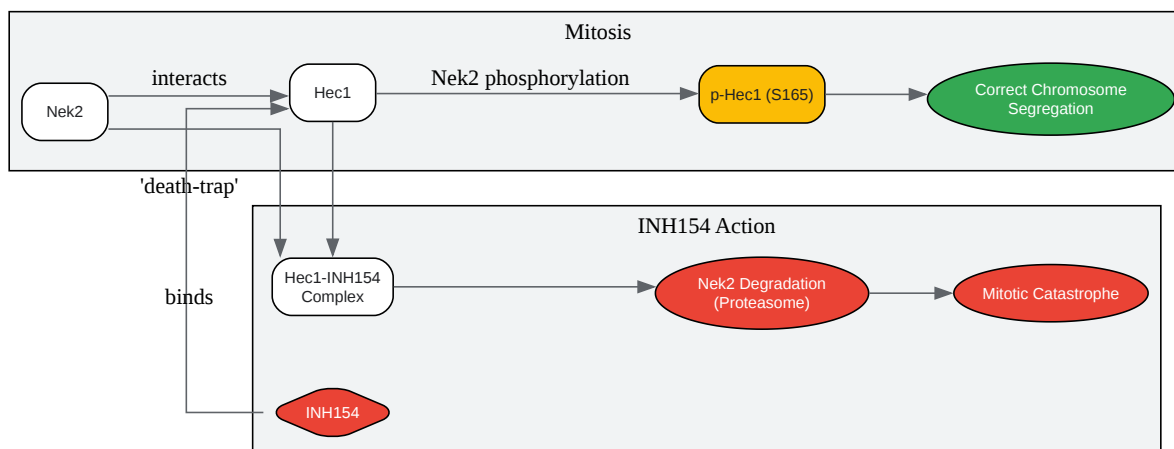 Mitosis
interacts
Nek2 phosphorylation
Nek2
Hec1
p-Hec1 (S165)
Correct Chromosome
Segregation
'death-trap'
INH154 Action
Hec1-INH154
Complex
binds
Nek2 Degradation
(Proteasome)
Mitotic Catastrophe
INH154